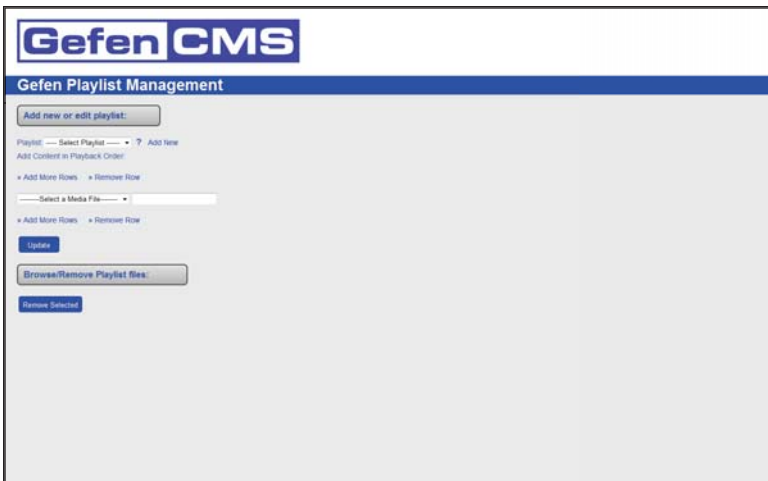 Gefen CMS
Gefen Playlist Management
Add new or edit playlist:
Playlist: ---- Select Playlist ----- ? Add New
Add Content in Playback Order:
» Add More Rows » Remove Row
--------Select a Media File-------
» Add More Rows » Remove Row
Update
Browse/Remove Playlist files:
Remove Selected